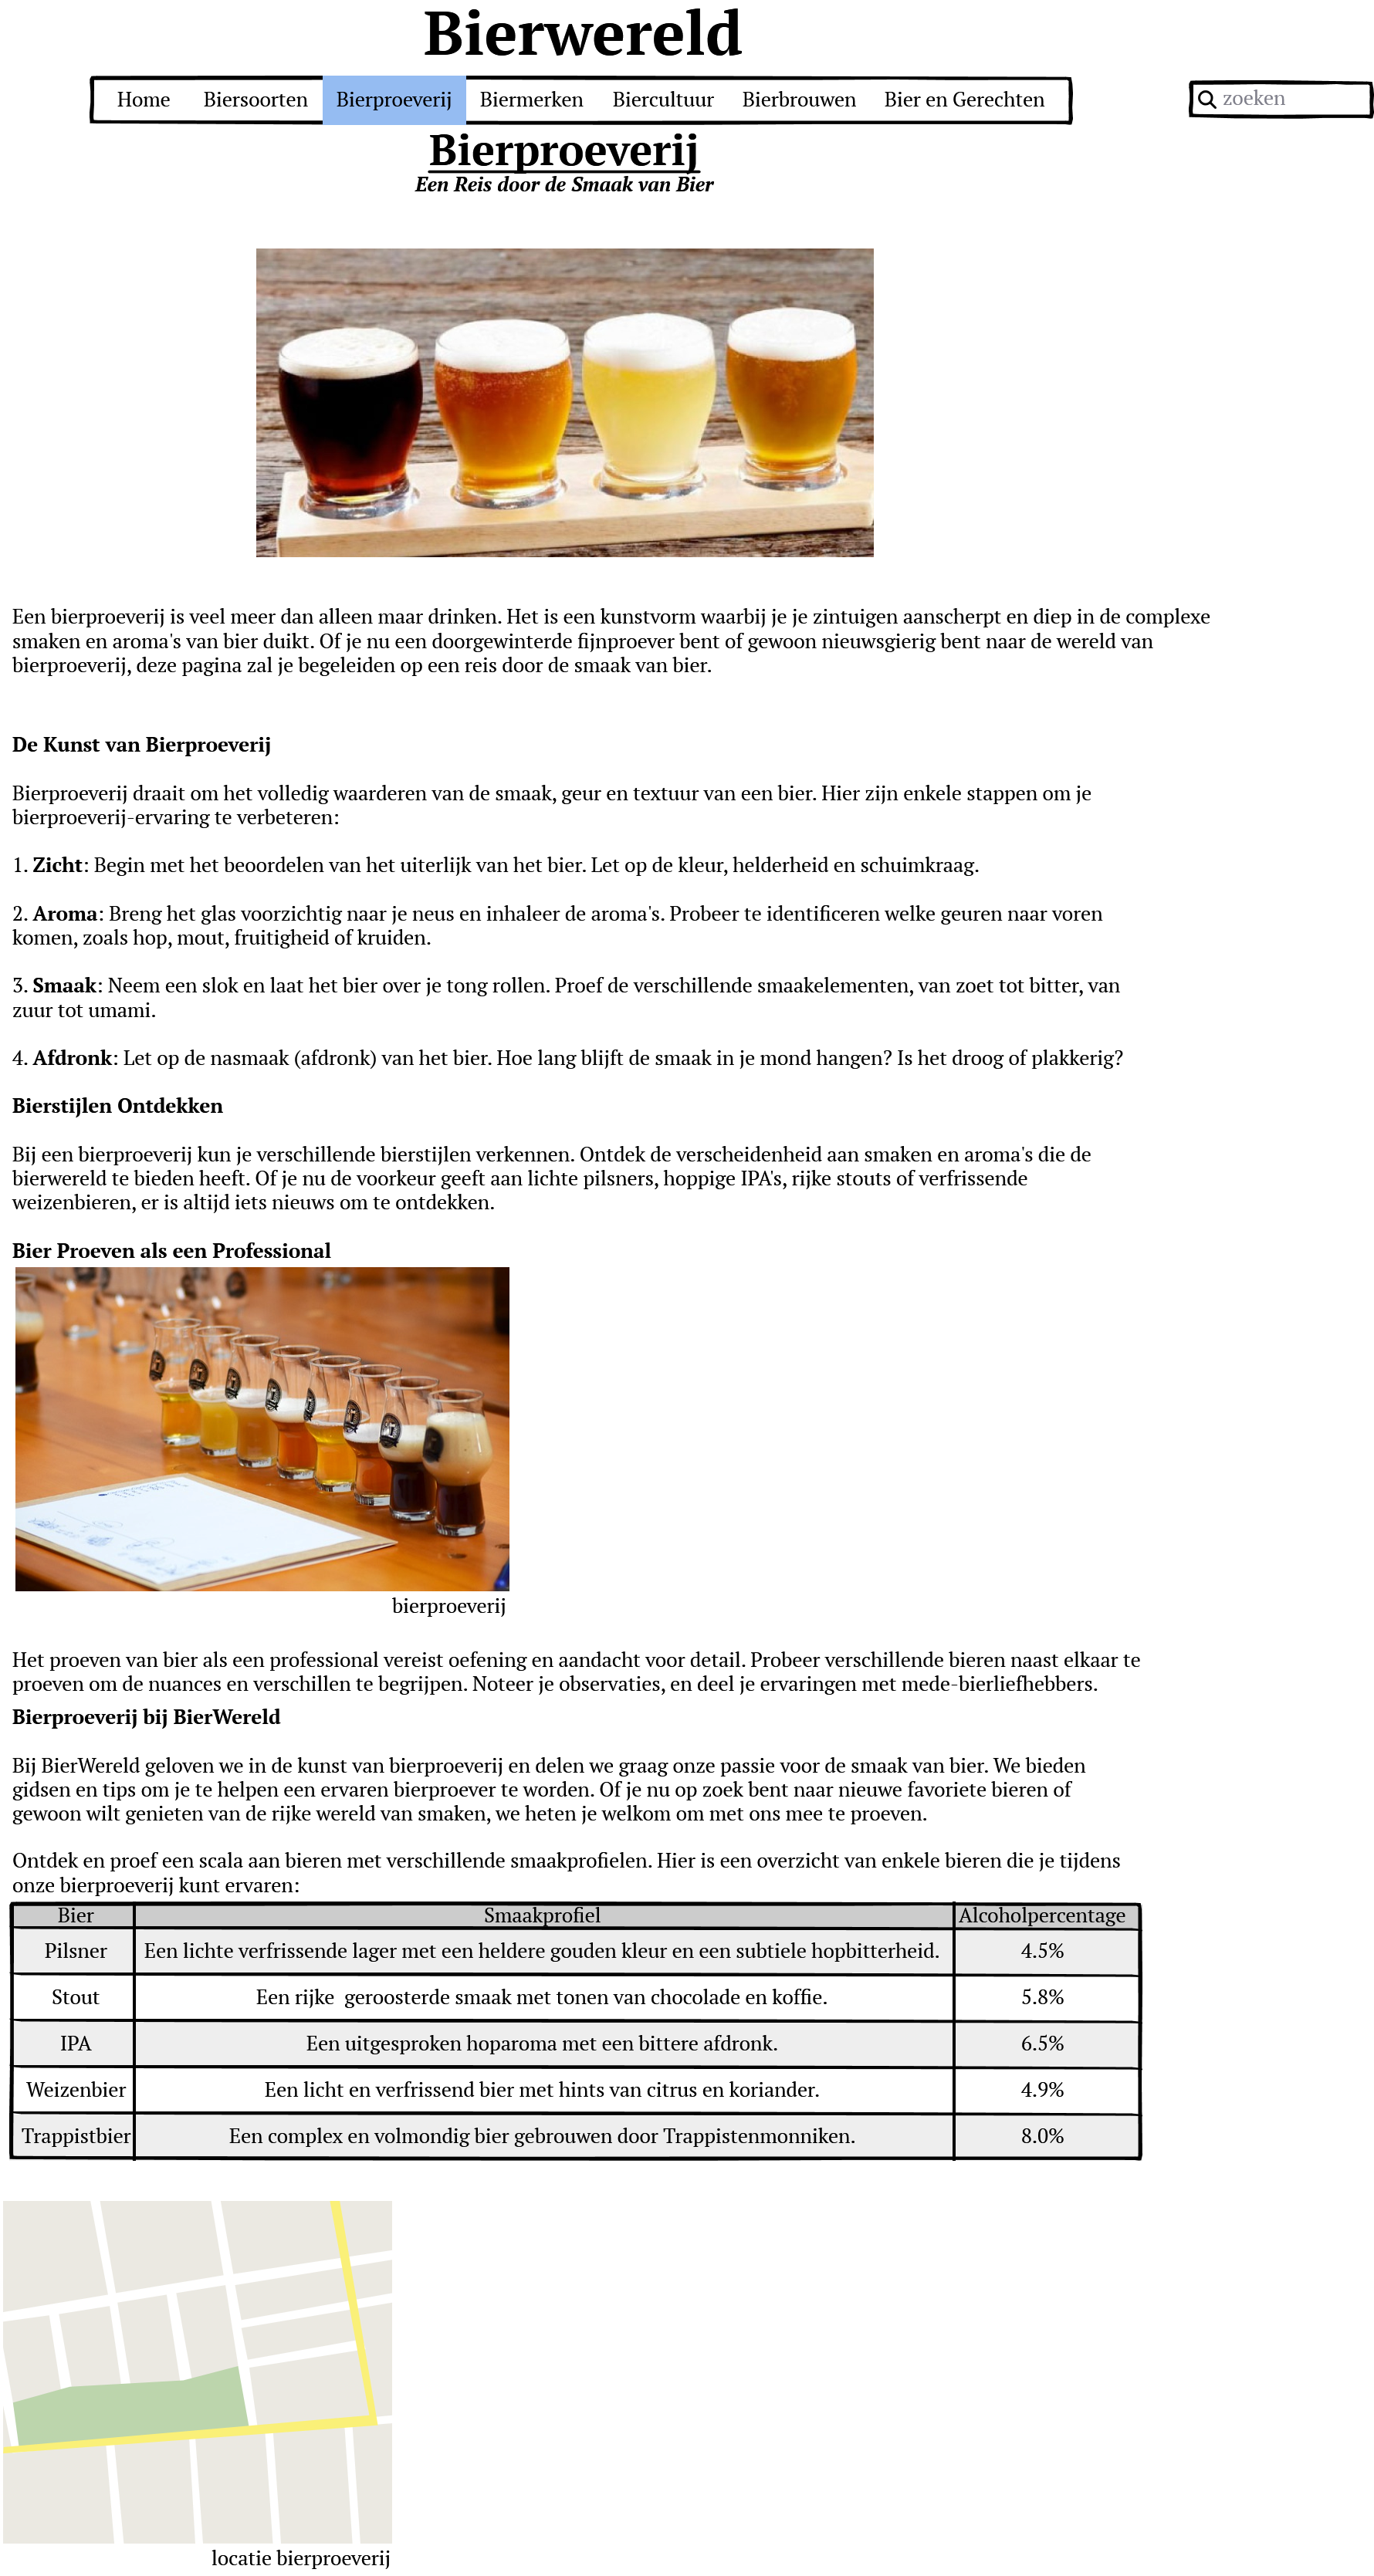 Bierwereld
Home Biersoorten Bierproeverij Biermerken Biercultuur Bierbrouwen Bier en Gerechten
zoeken
Bierproeverij
Een Reis door de Smaak van Bier
Een bierproeverij is veel meer dan alleen maar drinken. Het is een kunstvorm waarbij je je zintuigen aanscherpt en diep in de complexe
smaken en aroma's van bier duikt. Of je nu een doorgewinterde fijnproever bent of gewoon nieuwsgierig bent naar de wereld van
bierproeverij, deze pagina zal je begeleiden op een reis door de smaak van bier.
De Kunst van Bierproeverij
Bierproeverij draait om het volledig waarderen van de smaak, geur en textuur van een bier. Hier zijn enkele stappen om je
bierproeverij-ervaring te verbeteren:
1. Zicht: Begin met het beoordelen van het uiterlijk van het bier. Let op de kleur, helderheid en schuimkraag.
2. Aroma: Breng het glas voorzichtig naar je neus en inhaleer de aroma's. Probeer te identificeren welke geuren naar voren
komen, zoals hop, mout, fruitigheid of kruiden.
3. Smaak: Neem een slok en laat het bier over je tong rollen. Proef de verschillende smaakelementen, van zoet tot bitter, van
zuur tot umami.
4. Afdronk: Let op de nasmaak (afdronk) van het bier. Hoe lang blijft de smaak in je mond hangen? Is het droog of plakkerig?
Bierstijlen Ontdekken
Bij een bierproeverij kun je verschillende bierstijlen verkennen. Ontdek de verscheidenheid aan smaken en aroma's die de
bierwereld te bieden heeft. Of je nu de voorkeur geeft aan lichte pilsners, hoppige IPA's, rijke stouts of verfrissende
weizenbieren, er is altijd iets nieuws om te ontdekken.
Bier Proeven als een Professional
bierproeverij
Het proeven van bier als een professional vereist oefening en aandacht voor detail. Probeer verschillende bieren naast elkaar te
proeven om de nuances en verschillen te begrijpen. Noteer je observaties, en deel je ervaringen met mede-bierliefhebbers.
Bierproeverij bij BierWereld
Bij BierWereld geloven we in de kunst van bierproeverij en delen we graag onze passie voor de smaak van bier. We bieden
gidsen en tips om je te helpen een ervaren bierproever te worden. Of je nu op zoek bent naar nieuwe favoriete bieren of
gewoon wilt genieten van de rijke wereld van smaken, we heten je welkom om met ons mee te proeven.
Ontdek en proef een scala aan bieren met verschillende smaakprofielen. Hier is een overzicht van enkele bieren die je tijdens
onze bierproeverij kunt ervaren:
Bier Smaakprofiel Alcoholpercentage
Pilsner Een lichte verfrissende lager met een heldere gouden kleur en een subtiele hopbitterheid. 4.5%
Stout Een rijke  geroosterde smaak met tonen van chocolade en koffie. 5.8%
IPA Een uitgesproken hoparoma met een bittere afdronk. 6.5%
Weizenbier Een licht en verfrissend bier met hints van citrus en koriander. 4.9%
Trappistbier Een complex en volmondig bier gebrouwen door Trappistenmonniken. 8.0%
locatie bierproeverij